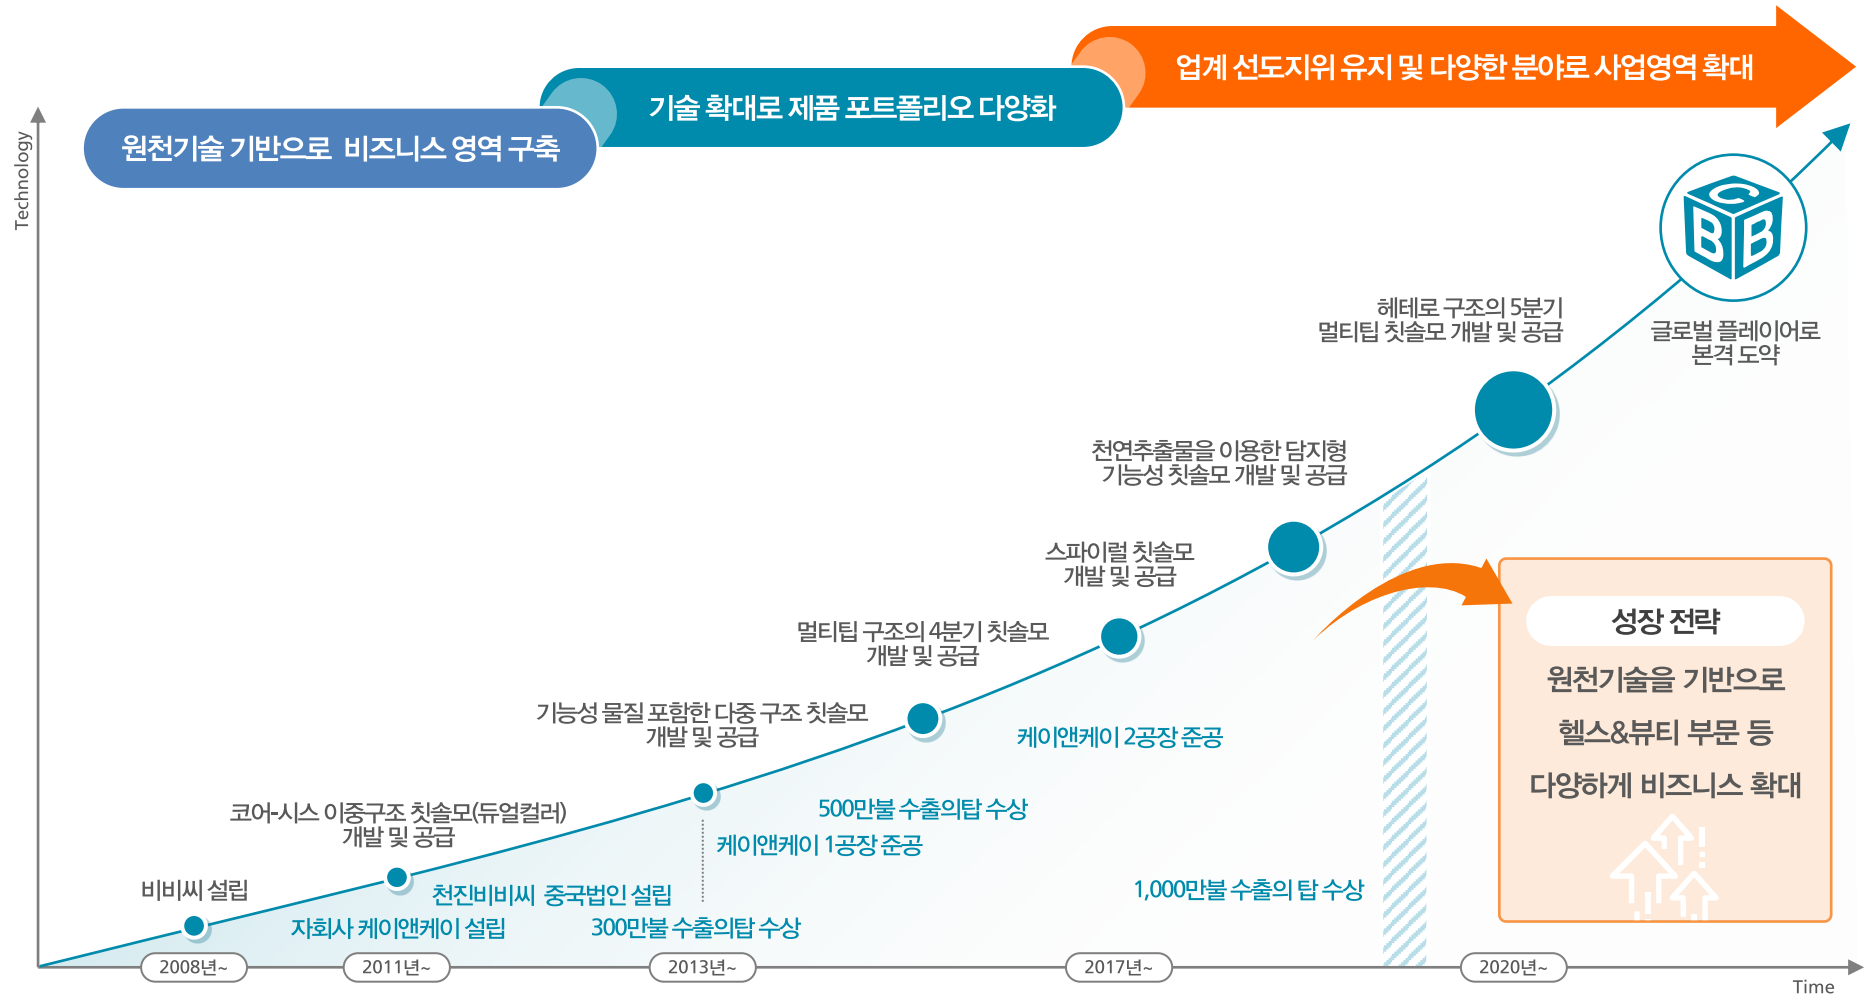 업계 선도지위 유지 및 다양한 분야로 사업영역 확대
기술 확대로 제품 포트폴리오 다양화
원천기술 기반으로 비즈니스 영역 구축
Technology
C
B B
글로벌 플레이어로
본격 도약
헤테로 구조의 5분기
멀티팁 칫솔모 개발 및 공급
천연추출물을 이용한 담지형
기능성 칫솔모 개발 및 공급
스파이럴 칫솔모
개발 및 공급
멀티팁 구조의 4분기 칫솔모
개발 및 공급
기능성 물질 포함한 다중 구조 칫솔모
개발 및 공급
코어-시스 이중구조 칫솔모(듀얼컬러)
개발 및 공급
비비씨 설립
케이앤케이 2공장 준공
500만불 수출의탑 수상
케이앤케이 1공장 준공
천진비비씨 중국법인 설립
1,000만불 수출의 탑 수상
자회사 케이앤케이 설립
300만불 수출의탑 수상
성장 전략
원천기술을 기반으로
헬스&뷰티 부문 등
다양하게 비즈니스 확대
2008년~
2011년~
2013년~
2017년~
2020년~
Time